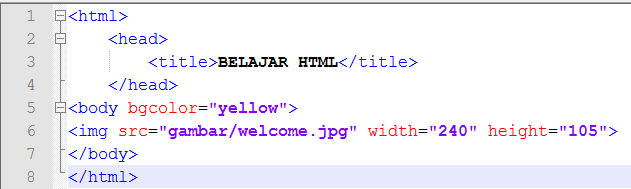 1 <html>
2 <head>
3 <title>BELAJAR HTML</title>
4 </head>
5 <body bgcolor="yellow">
6 <img src="gambar/welcome.jpg" width="240" height="105">
7 </body>
8 </html>